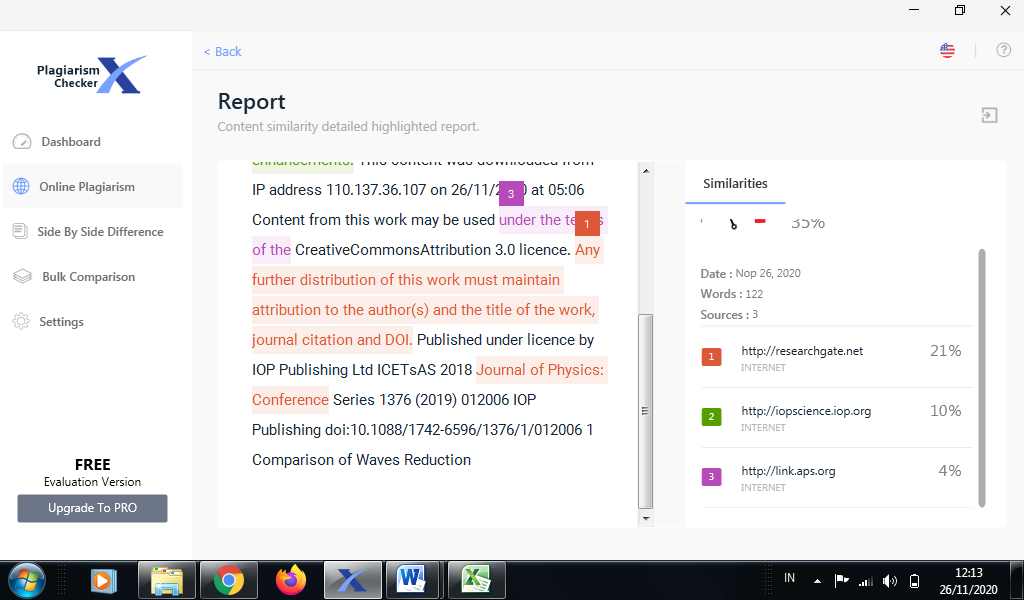 < Back
Plagiarism
Checker
Report
Content similarity detailed highlighted report.
Dashboard
Online Plagiarism
Side By Side Difference
Bulk Comparison
Settings
FREE
Evaluation Version
Upgrade To PRO
enhancements. This content was downloaded from
IP address 110.137.36.107 on 26/11/2 0 at 05:06
3
Content from this work may be used under the te s
1
of the CreativeCommonsAttribution 3.0 licence. Any
further distribution of this work must maintain
attribution to the author(s) and the title of the work,
journal citation and DOI. Published under licence by
IOP Publishing Ltd ICETsAS 2018 Journal of Physics:
Conference Series 1376 (2019) 012006 IOP
Publishing doi:10.1088/1742-6596/1376/1/012006 1
Comparison of Waves Reduction
Similarities
35%
Date : Nop 26, 2020
Words : 122
Sources : 3
1 http://researchgate.net 21%
INTERNET
2 http://iopscience.iop.org 10%
INTERNET
3 http://link.aps.org 4%
INTERNET
IN
12:13
26/11/2020